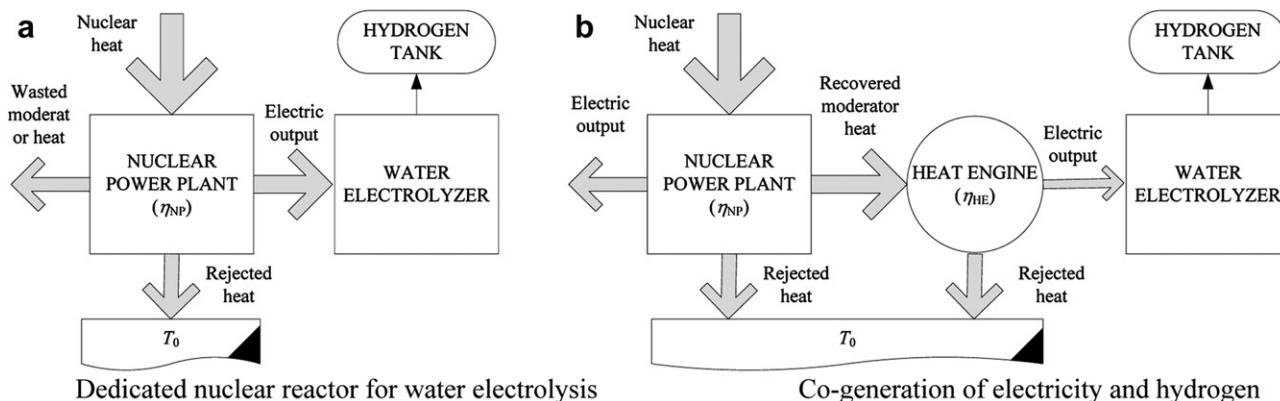 a
Nuclear
heat
HYDROGEN
TANK
Wasted
moderat
or heat
Electric
output
NUCLEAR
POWER PLANT
(ηNP)
WATER
ELECTROLYZER
Rejected
heat
T0
Dedicated nuclear reactor for water electrolysis
b
Nuclear
heat
HYDROGEN
TANK
Electric
output
Recovered
moderator
heat
Electric
output
NUCLEAR
POWER PLANT
(ηNP)
HEAT ENGINE
(ηHE)
WATER
ELECTROLYZER
Rejected
heat
Rejected
heat
T0
Co-generation of electricity and hydrogen